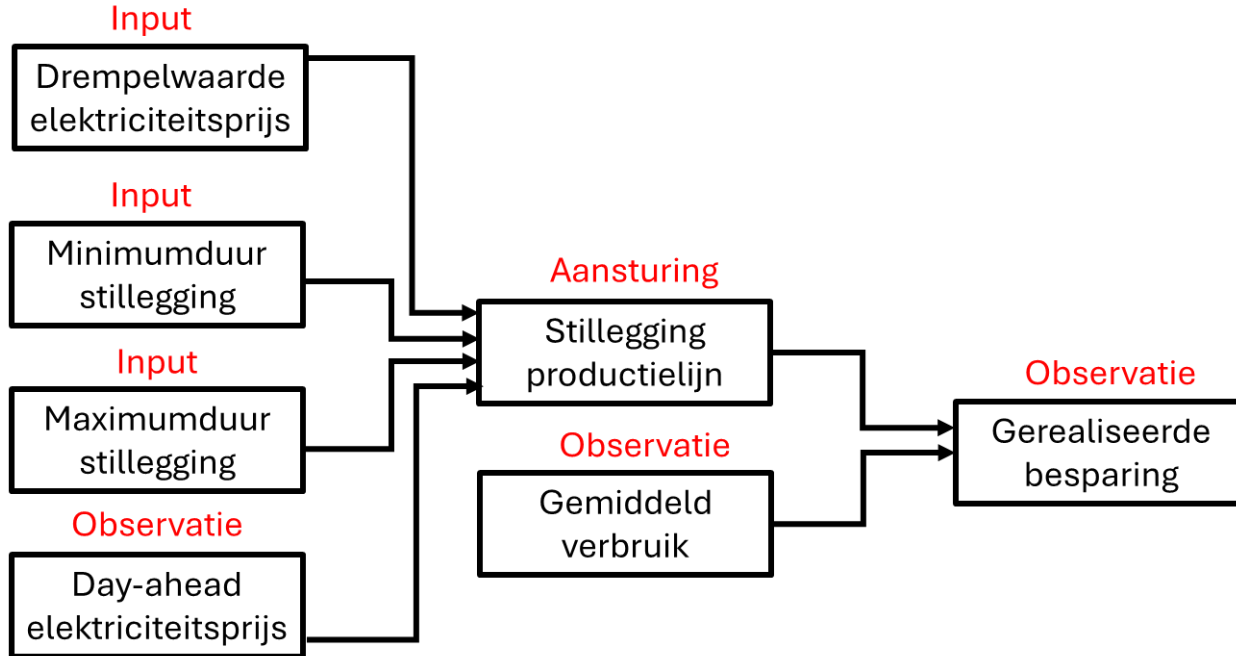 Input
Drempelwaarde
elektriciteitsprijs
Input
Minimumduur
stillegging
Input
Maximumduur
stillegging
Observatie
Day-ahead
elektriciteitsprijs
Aansturing
Stillegging
productielijn
Observatie
Gemiddeld
verbruik
Observatie
Gerealiseerde
besparing